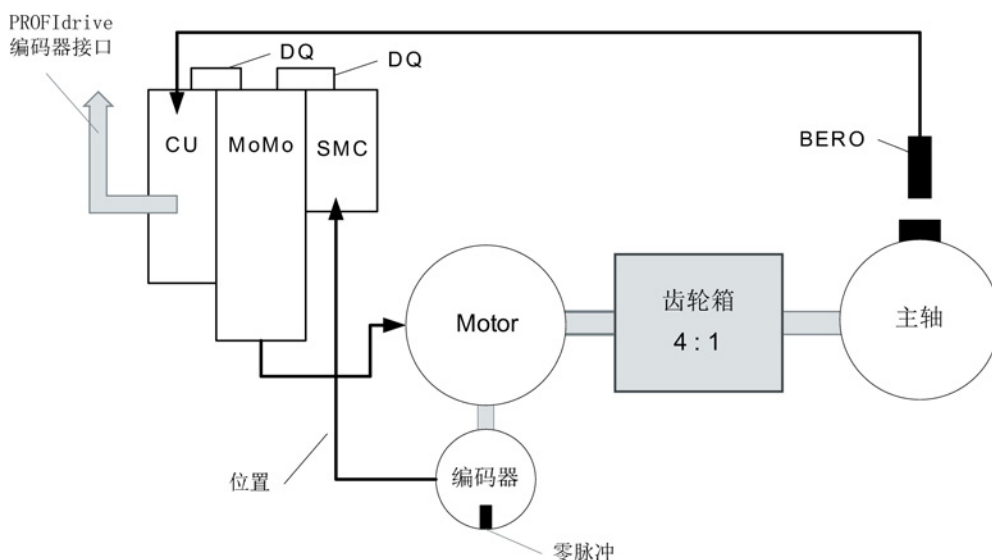 PROFIdrive
编码器接口
DQ
DQ
CU
MoMo
SMC
BERO
Motor
齿轮箱
4 : 1
主轴
编码器
位置
零脉冲